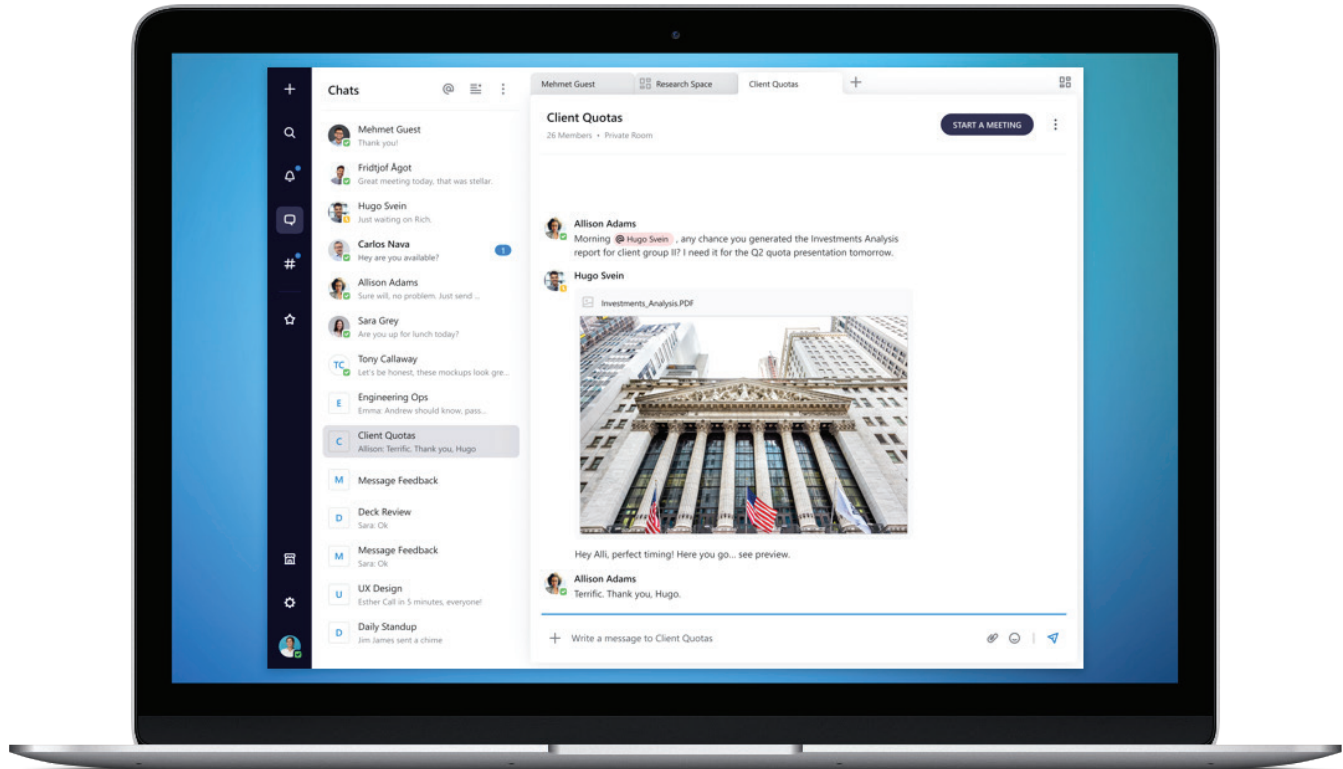 Chats
Mehmet Guest
Thank you!
Fridtjof Ågot
Great meeting today, that was stellar.
Hugo Svein
Just waiting on Rich.
Carlos Nava
Hey are you available?
1
Allison Adams
Sure will, no problem. Just send ...
Sara Grey
Are you up for lunch today?
TC
Tony Callaway
Let's be honest, these mockups look gre...
E
Engineering Ops
Emma: Andrew should know, pass...
C
Client Quotas
Allison: Terrific. Thank you, Hugo
M
Message Feedback
D
Deck Review
Sara: Ok
M
Message Feedback
Sara: Ok
U
UX Design
Esther Call in 5 minutes, everyone!
D
Daily Standup
Jim James sent a chime
Mehmet Guest
Research Space
Client Quotas
Client Quotas
26 Members • Private Room
START A MEETING
Allison Adams
Morning @ Hugo Svein , any chance you generated the Investments Analysis
report for client group II? I need it for the Q2 quota presentation tomorrow.
Hugo Svein
Investments_Analysis.PDF
Hey Alli, perfect timing! Here you go... see preview.
Allison Adams
Terrific. Thank you, Hugo.
Write a message to Client Quotas